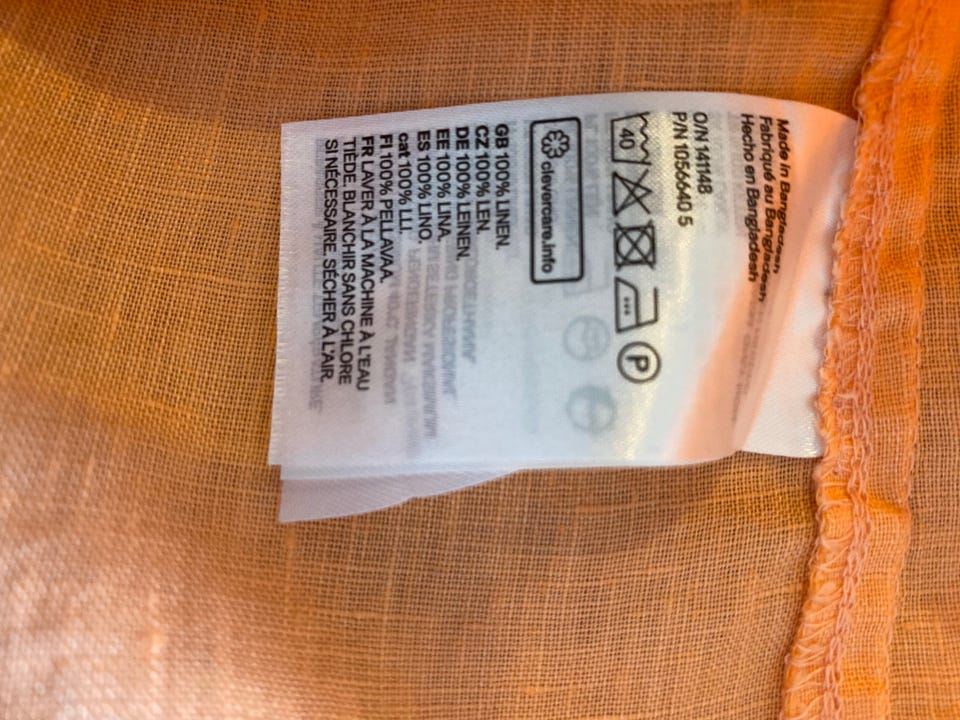 Made in Bangladesh
Fabriqué au Bangladesh
Hecho en Bangladesh
O/N 141148
P/N 1056640 5
40 P
clevercare.info
GB 100% LINEN.
CZ 100% LEN.
DE 100% LEINEN.
EE 100% LINA.
ES 100% LINO.
cat 100% LLI.
FI 100% PELLAVAA.
FR LAVER À LA MACHINE À L'EAU
TIÈDE. BLANCHIR SANS CHLORE
SI NÉCESSAIRE. SÉCHER À L'AIR.